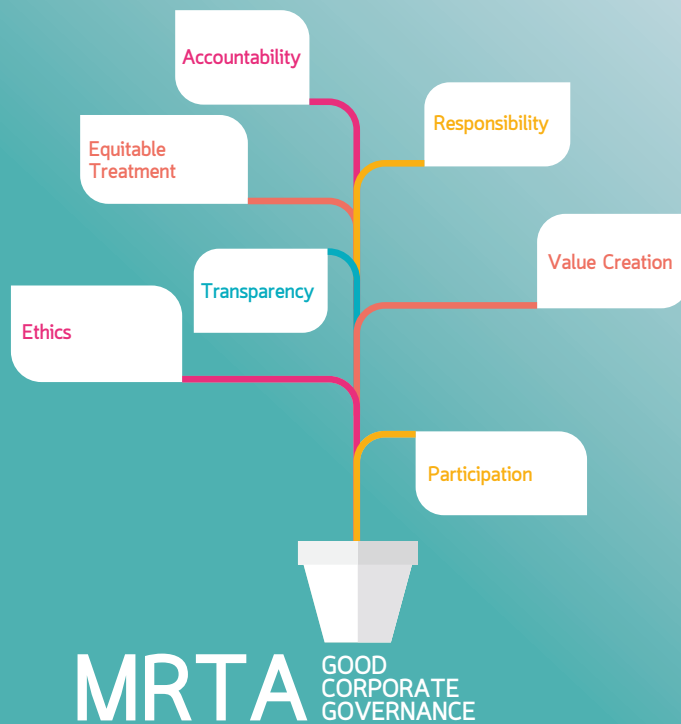 Accountability
Responsibility
Equitable
Treatment
Value Creation
Transparency
Ethics
Participation
MRTA
GOOD
CORPORATE
GOVERNANCE